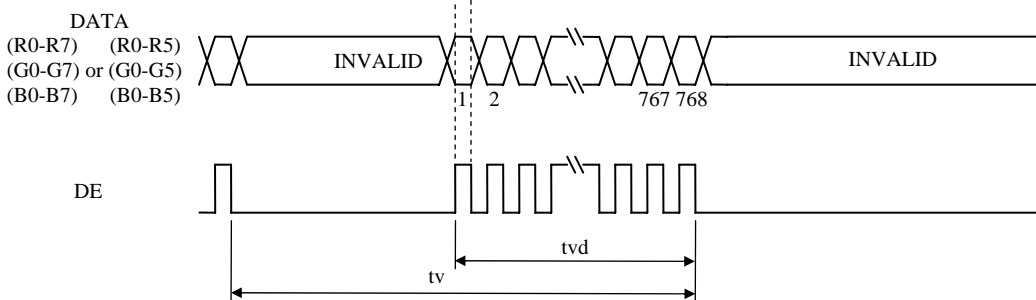 DATA
(R0-R7) (R0-R5)
(G0-G7) or (G0-G5)
(B0-B7) (B0-B5)
INVALID
INVALID
1 2 767 768
DE
tvd
tv